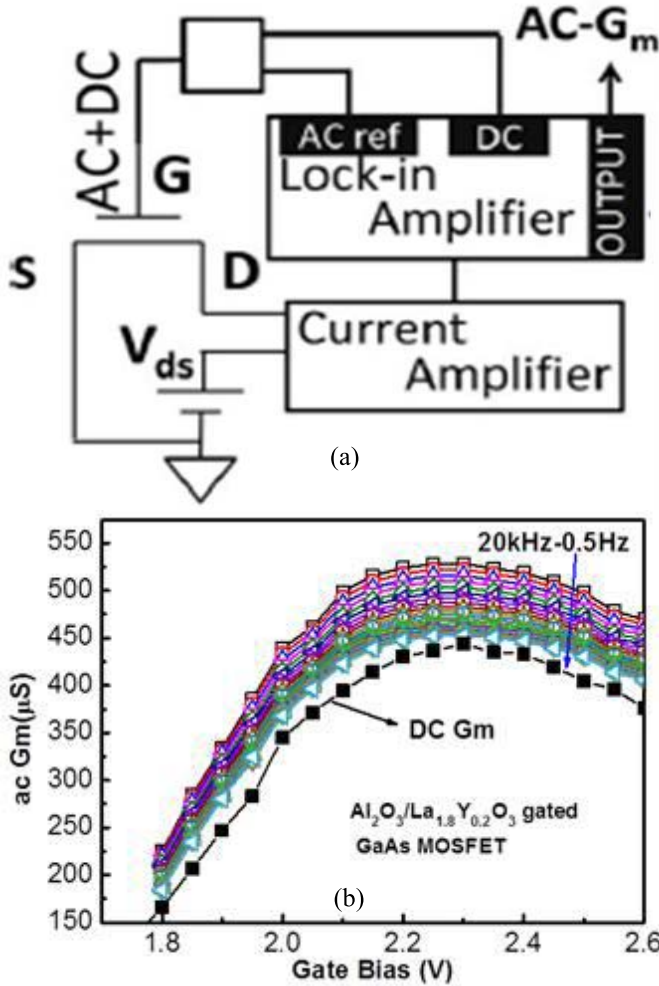 AC-Gm
AC+DC
G
AC ref
DC
OUTPUT
Lock-in
Amplifier
S
D
Vds
Current
Amplifier
(a)
550
500
450
400
350
300
250
200
150
ac Gm(μS)
20kHz-0.5Hz
DC Gm
Al2O3/La1.8Y0.2O3 gated
GaAs MOSFET
(b)
1.8 2.0 2.2 2.4 2.6
Gate Bias (V)